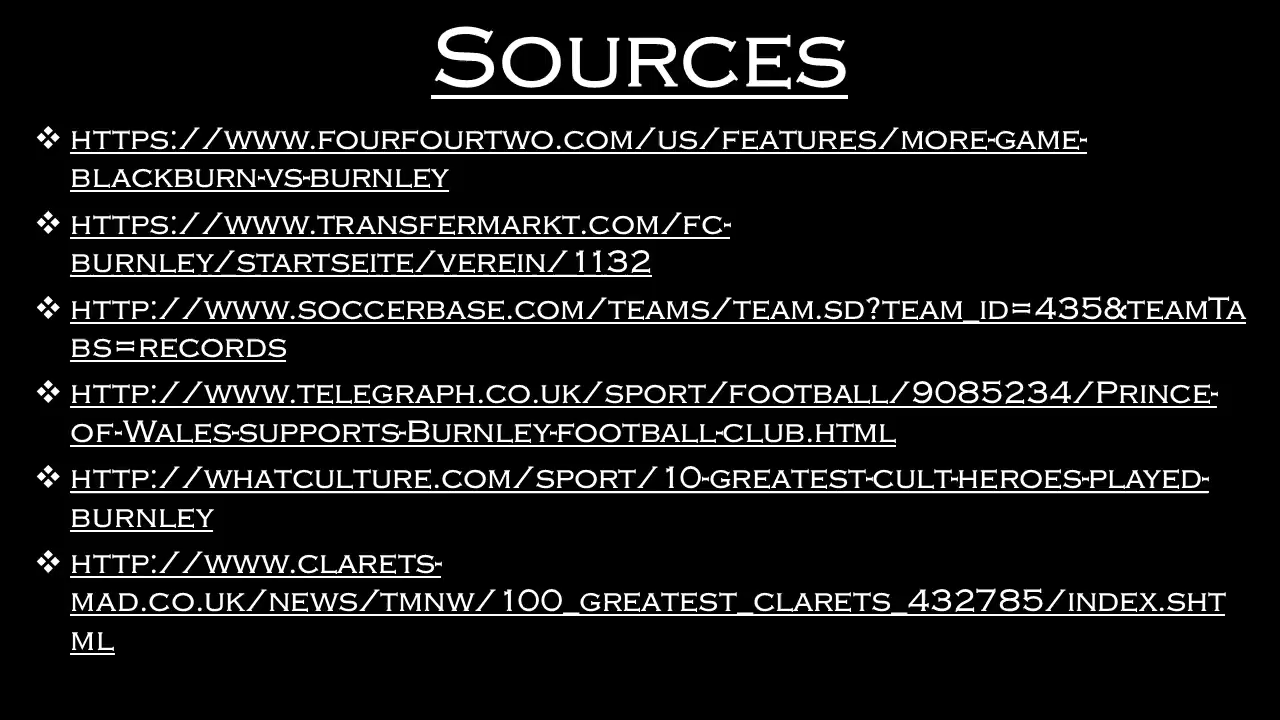 Sources
https://www.fourfourtwo.com/us/features/more-game-
blackburn-vs-burnley
https://www.transfermarkt.com/fc-
burnley/startseite/verein/1132
http://www.soccerbase.com/teams/team.sd?team_id=435&teamTa
bs=records
http://www.telegraph.co.uk/sport/football/9085234/Prince-
of-Wales-supports-Burnley-football-club.html
http://whatculture.com/sport/10-greatest-cult-heroes-played-
burnley
http://www.clarets-
mad.co.uk/news/tmnw/100_greatest_clarets_432785/index.sht
ml